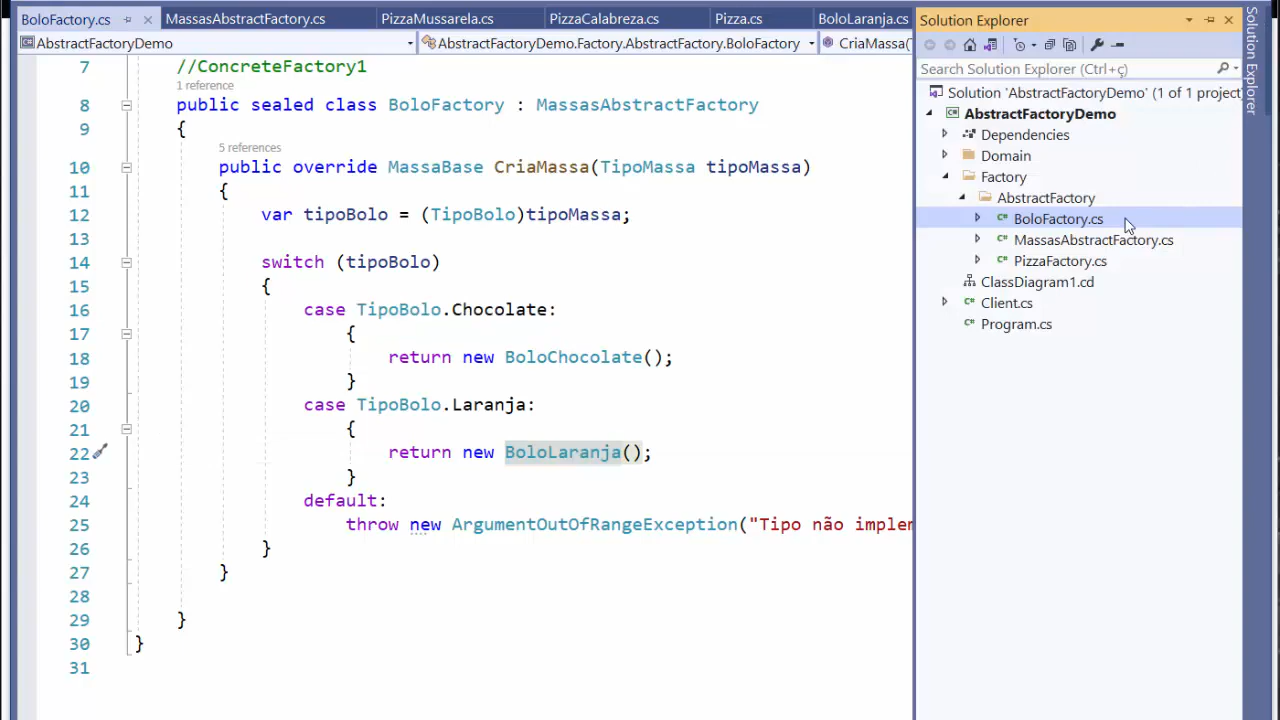 BoloFactory.cs
MassasAbstractFactory.cs
PizzaMussarela.cs
PizzaCalabreza.cs
Pizza.cs
BoloLaranja.cs
AbstractFactoryDemo
AbstractFactoryDemo.Factory.AbstractFactory.BoloFactory
CriaMassa(
7 //ConcreteFactory1
1 reference
8 public sealed class BoloFactory : MassasAbstractFactory
9 {
5 references
10 public override MassaBase CriaMassa(TipoMassa tipoMassa)
11 {
12 var tipoBolo = (TipoBolo)tipoMassa;
13
14 switch (tipoBolo)
15 {
16 case TipoBolo.Chocolate:
17 {
18 return new BoloChocolate();
19 }
20 case TipoBolo.Laranja:
21 {
22 return new BoloLaranja();
23 }
24 default:
25 throw new ArgumentOutOfRangeException("Tipo não implem
26 }
27 }
28
29 }
30 }
31
Solution Explorer
Search Solution Explorer (Ctrl+ç)
Solution 'AbstractFactoryDemo' (1 of 1 project
AbstractFactoryDemo
Dependencies
Domain
Factory
AbstractFactory
BoloFactory.cs
MassasAbstractFactory.cs
PizzaFactory.cs
ClassDiagram1.cd
Client.cs
Program.cs
Solution Explorer